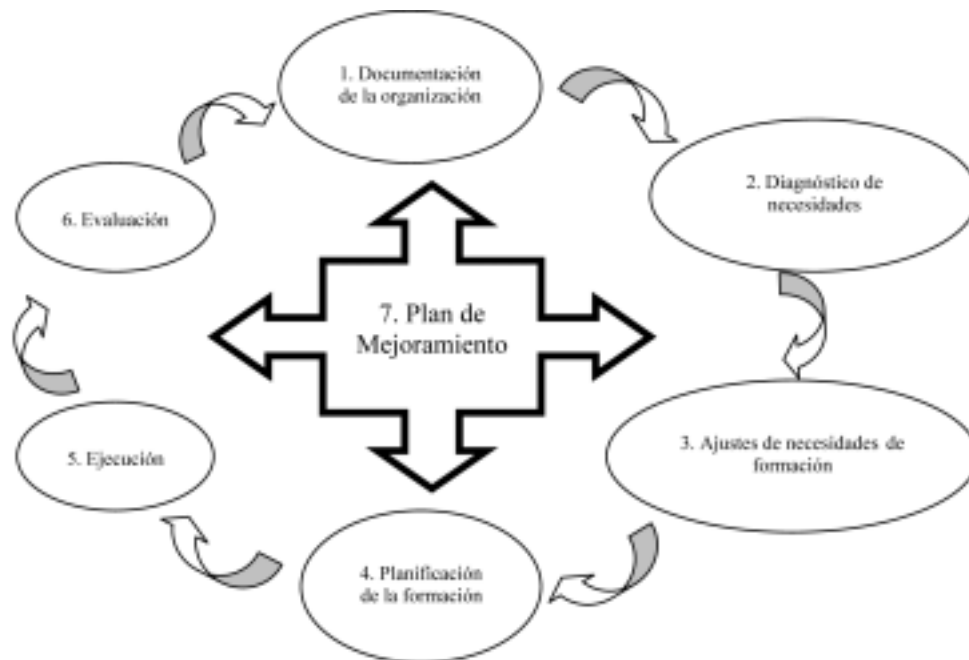 1. Documentación
de la organización
2. Diagnóstico de
necesidades
3. Ajustes de necesidades de
formación
4. Planificación
de la formación
5. Ejecución
6. Evaluación
7. Plan de
Mejoramiento